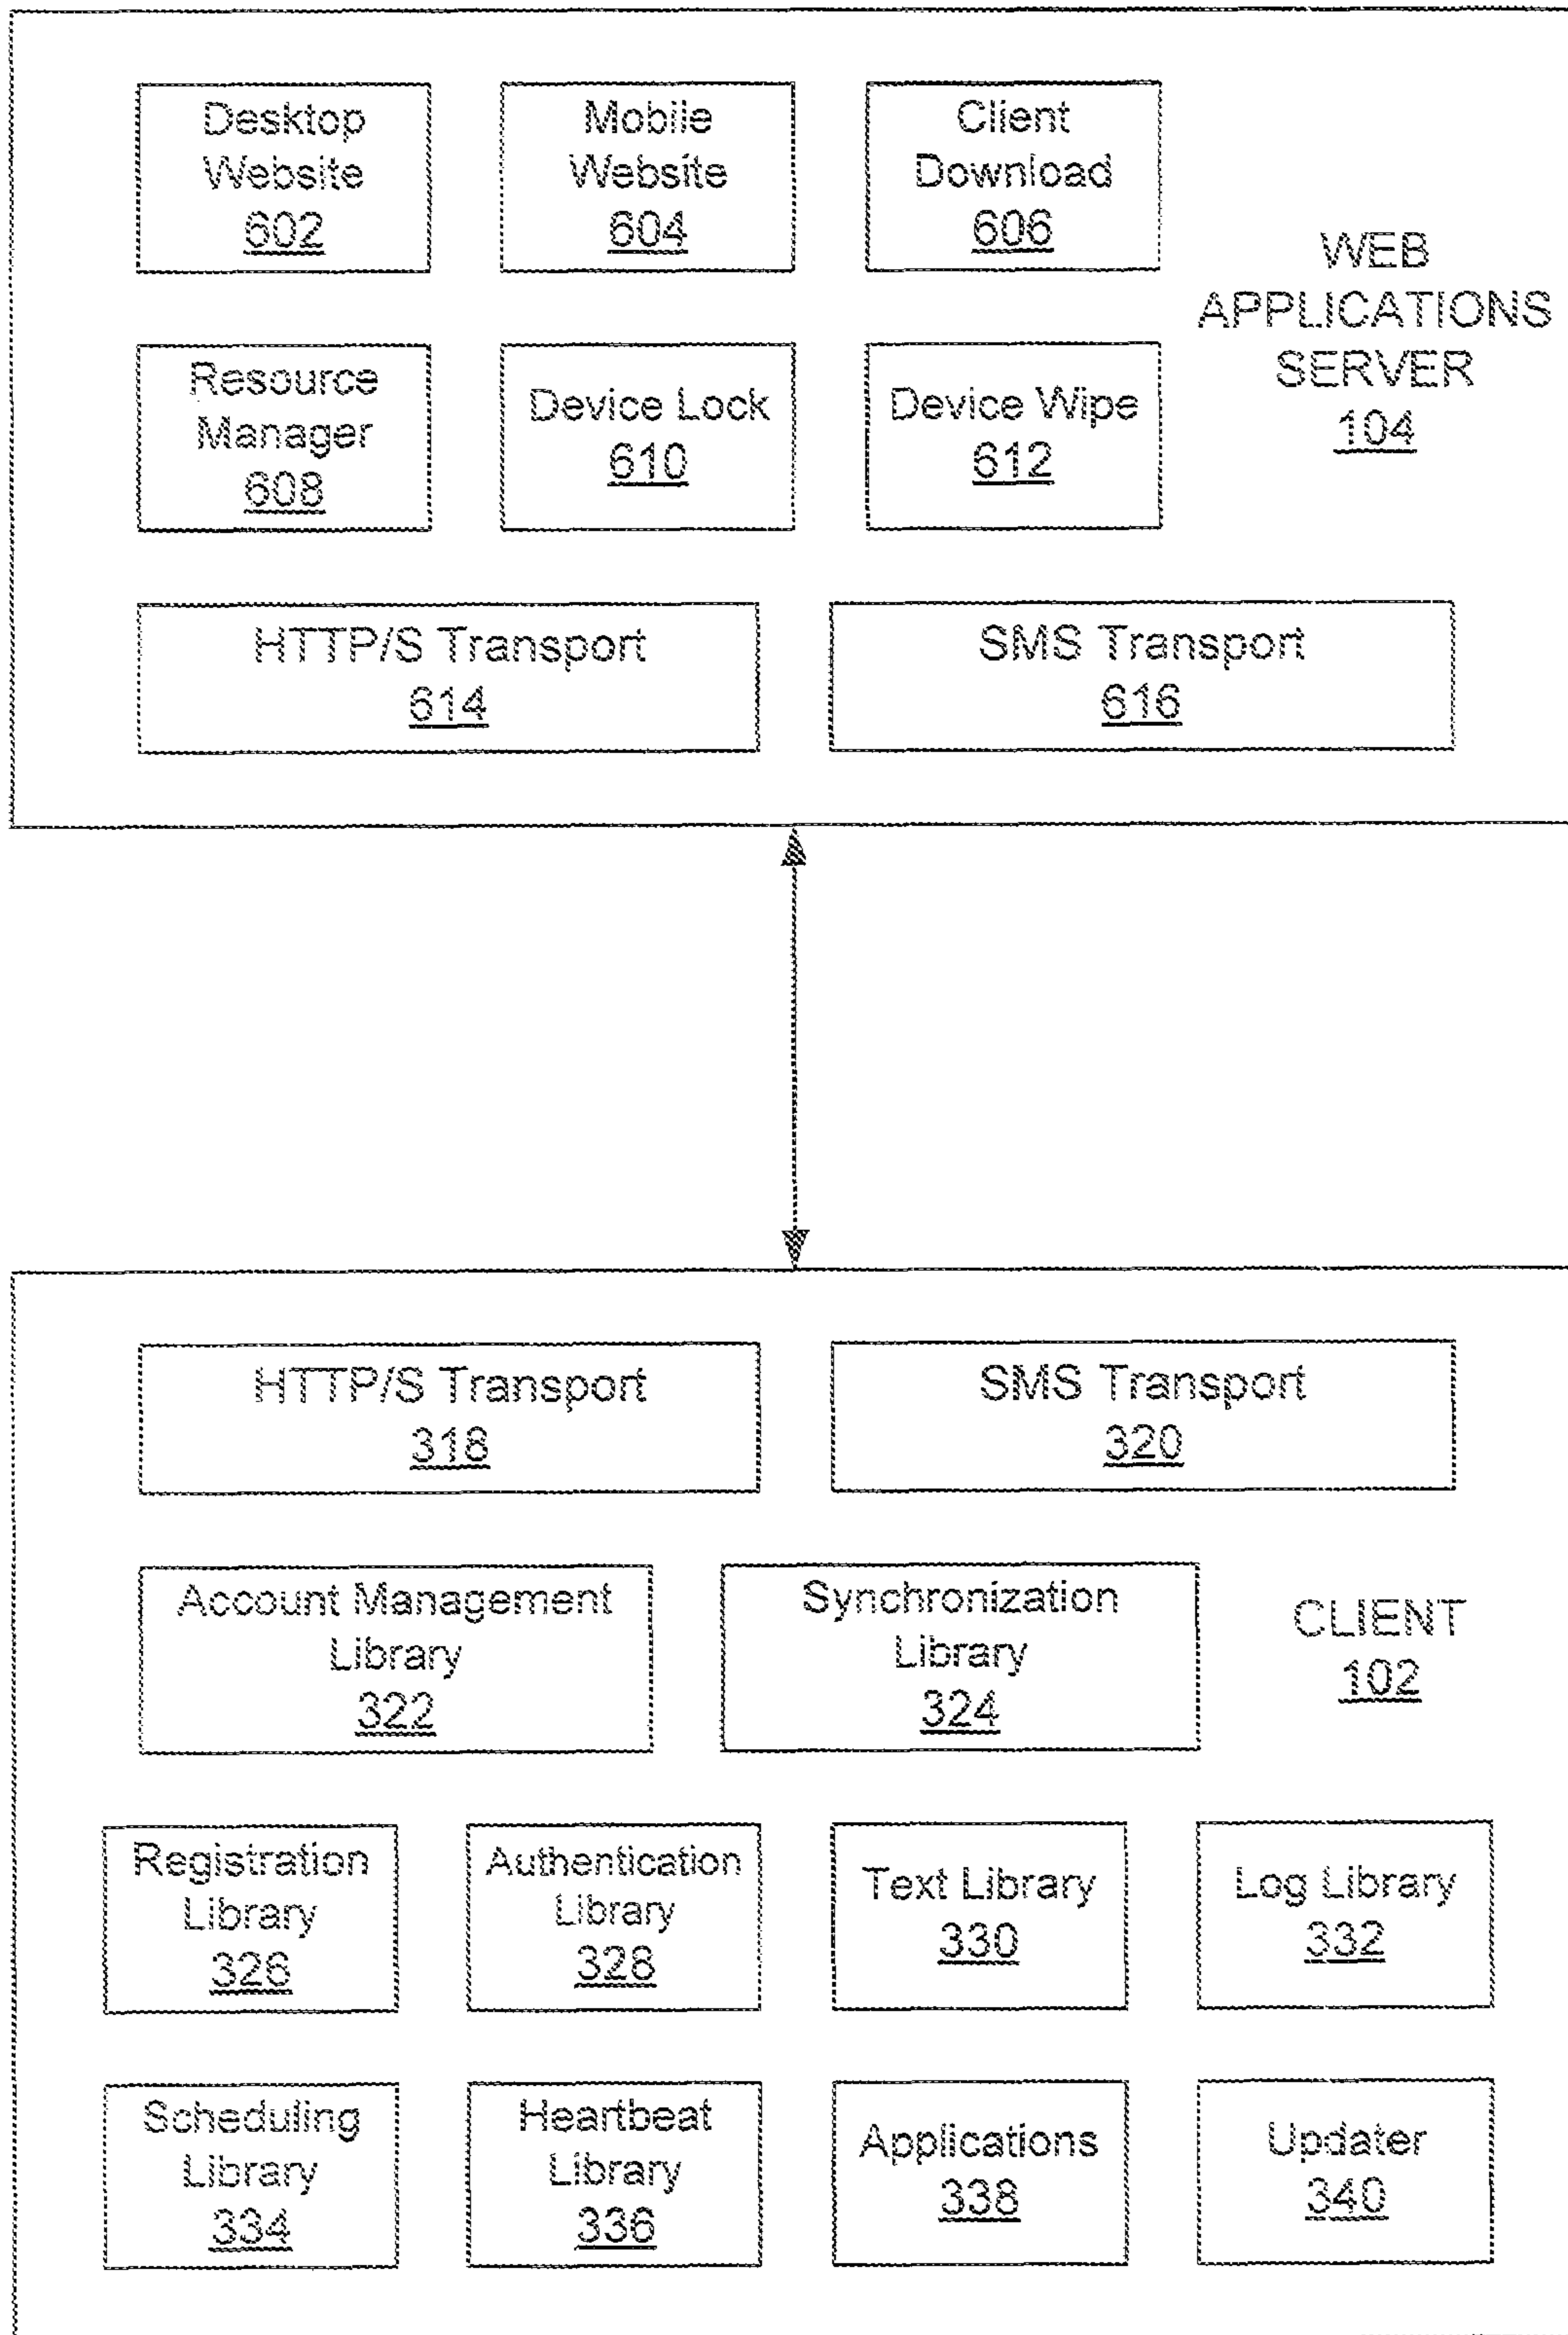 Desktop
Website
602
Mobile
Website
604
Client
Download
606
WEB
APPLICATIONS
SERVER
104
Resource
Manager
608
Device Lock
610
Device Wipe
612
HTTP/S Transport
614
SMS Transport
616
HTTP/S Transport
318
SMS Transport
320
Account Management
Library
322
Synchronization
Library
324
CLIENT
102
Registration
Library
326
Authentication
Library
328
Text Library
330
Log Library
332
Scheduling
Library
334
Heartbeat
Library
336
Applications
338
Updater
340